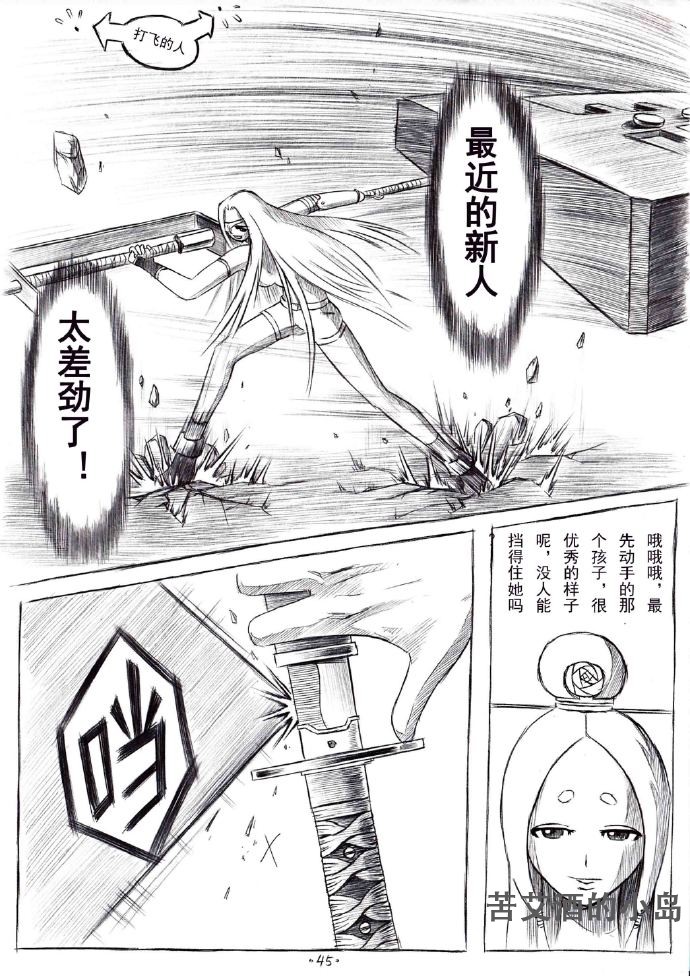 打飞的人
最近的新人
太差劲了！
哦哦哦，最
先动手的那
个孩子，很
优秀的样子
呢，没人能
挡得住她吗
当
苦艾酒的小岛
·45·